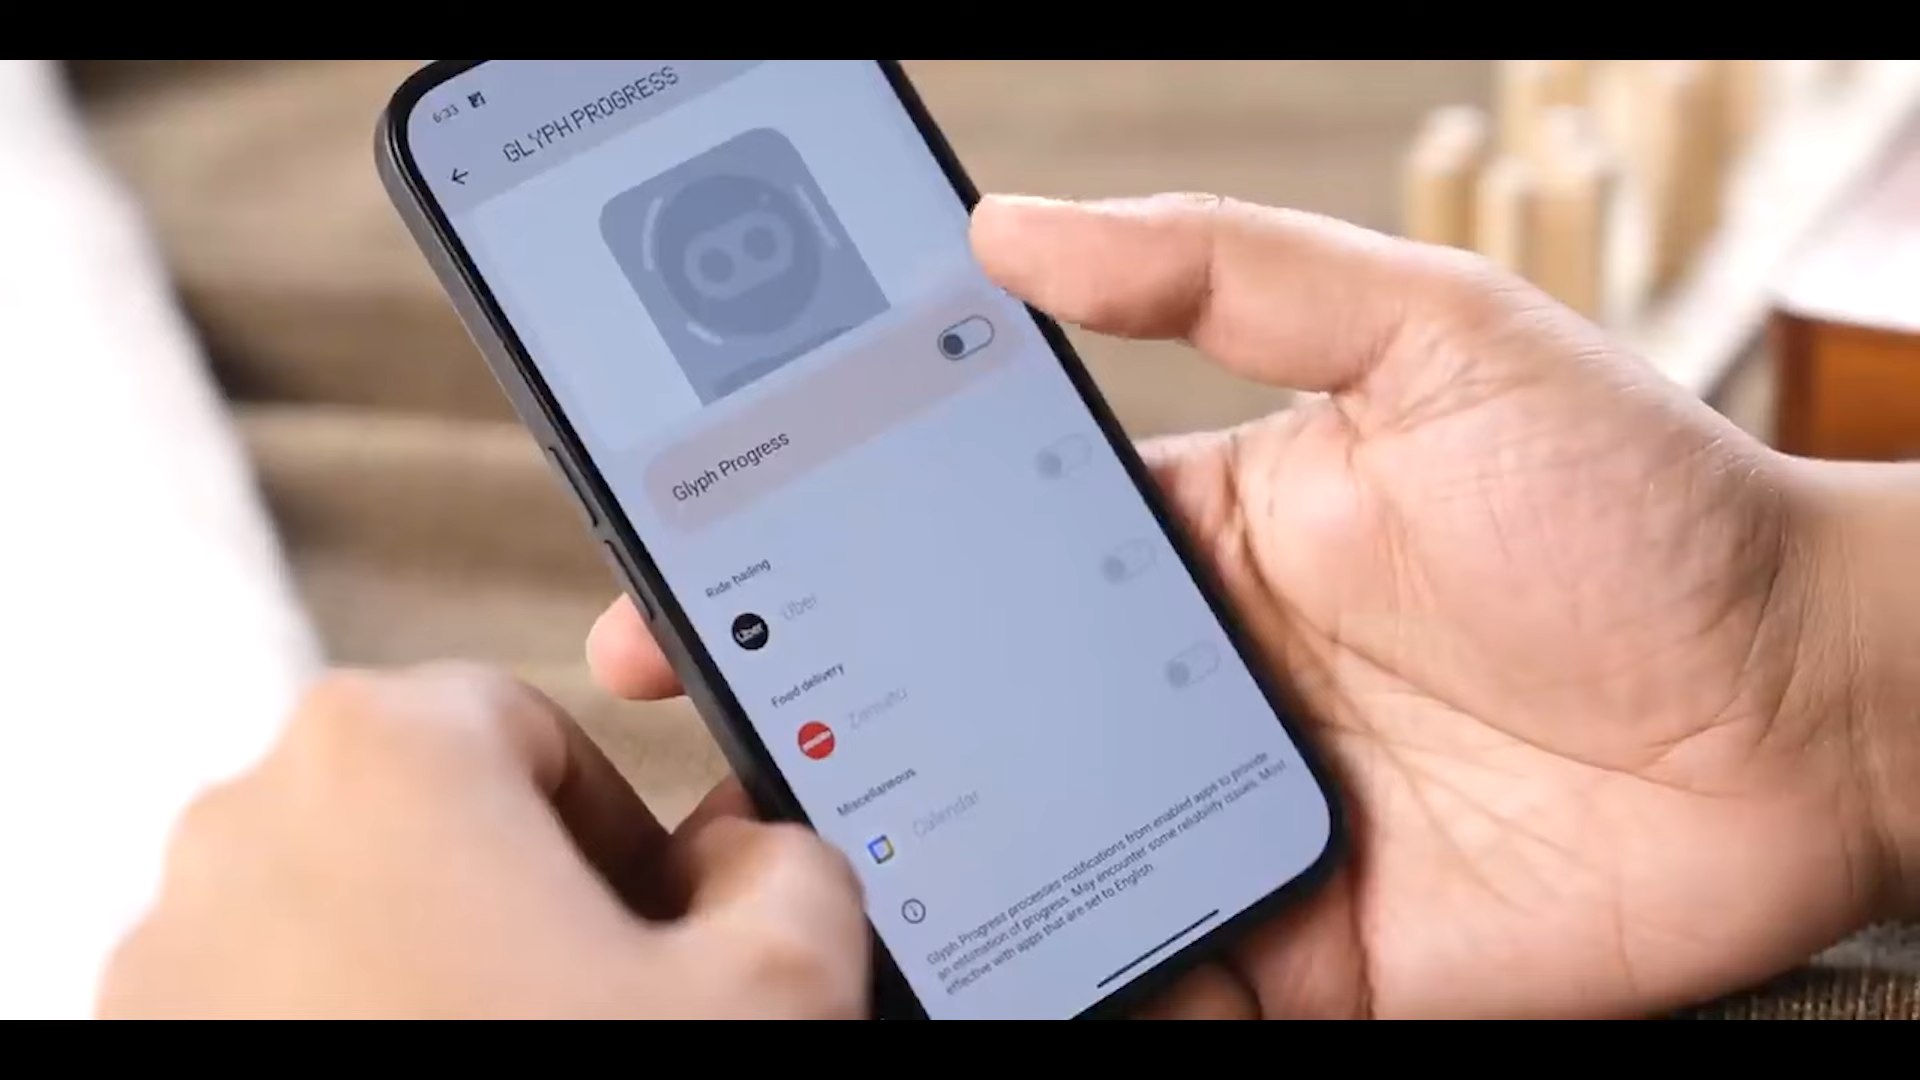 6:33
GLYPH PROGRESS
Glyph Progress
Ride hailing
Uber
Uber
Food delivery
zomato
Zomato
Miscellaneous
Calendar
Glyph Progress processes notifications from enabled apps to provide
an estimation of progress. May encounter some reliability issues. Most
effective with apps that are set to English